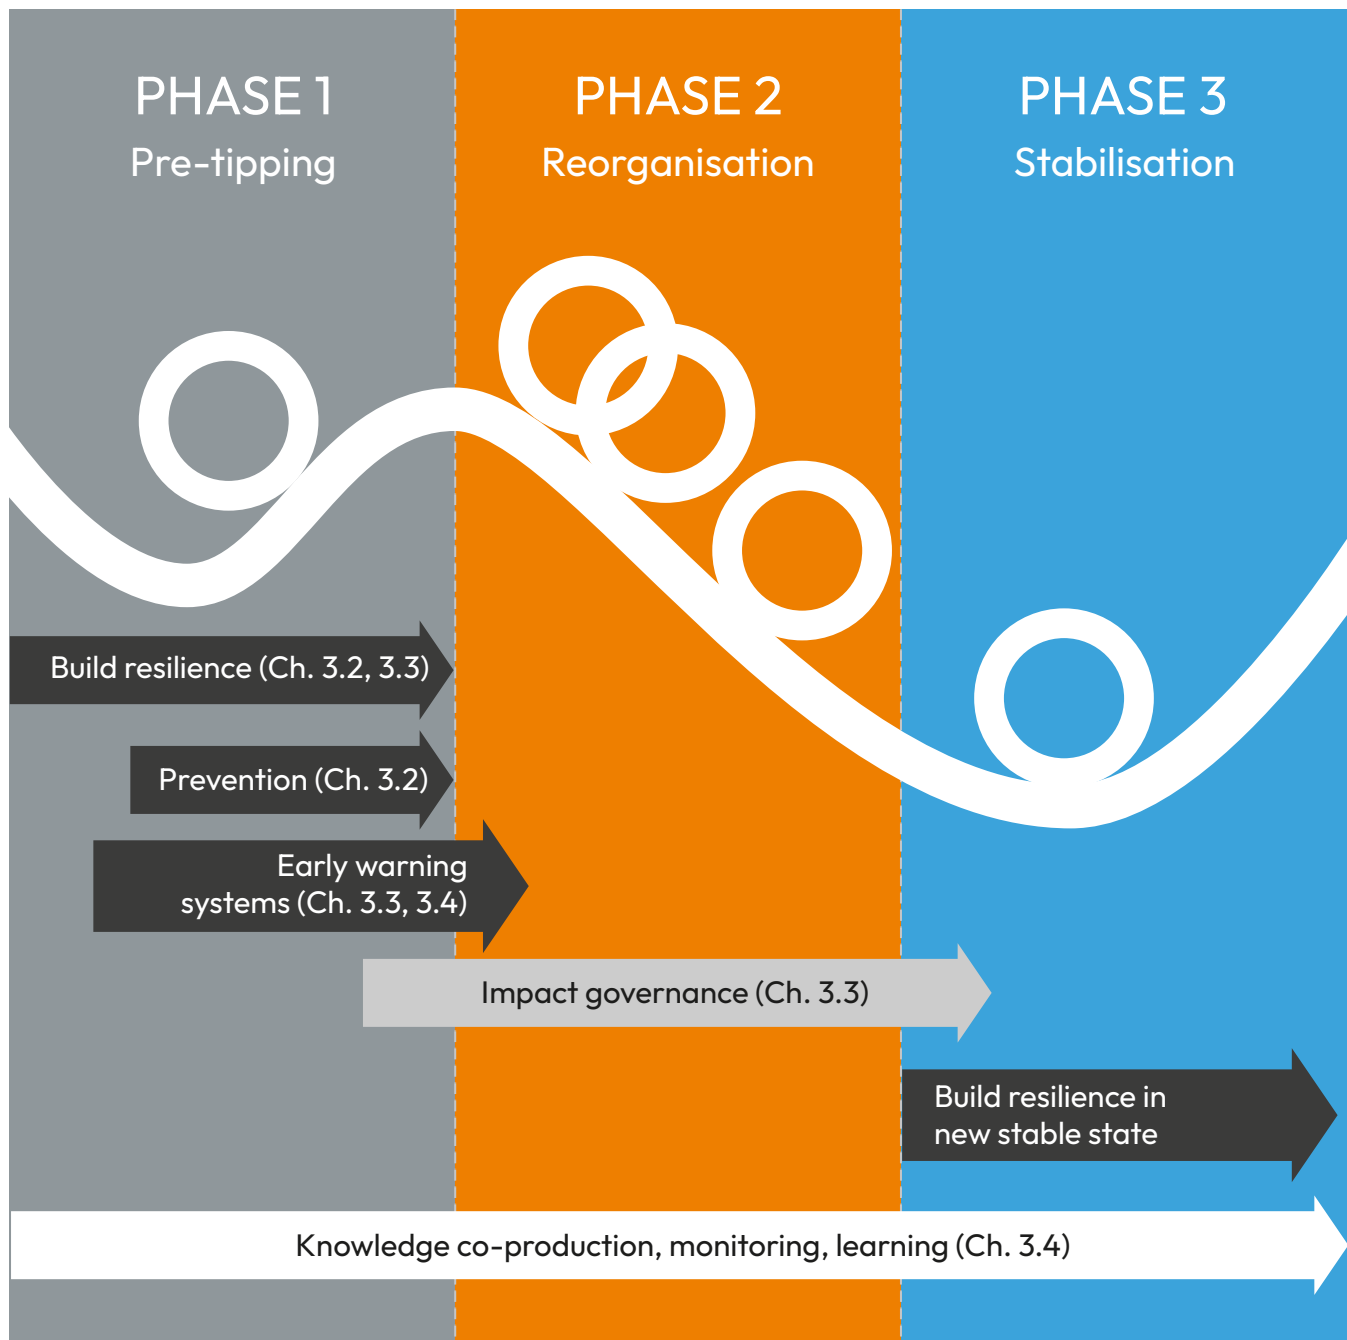 PHASE 1
Pre-tipping
PHASE 2
Reorganisation
PHASE 3
Stabilisation
Build resilience (Ch. 3.2, 3.3)
Prevention (Ch. 3.2)
Early warning
systems (Ch. 3.3, 3.4)
Impact governance (Ch. 3.3)
Build resilience in
new stable state
Knowledge co-production, monitoring, learning (Ch. 3.4)